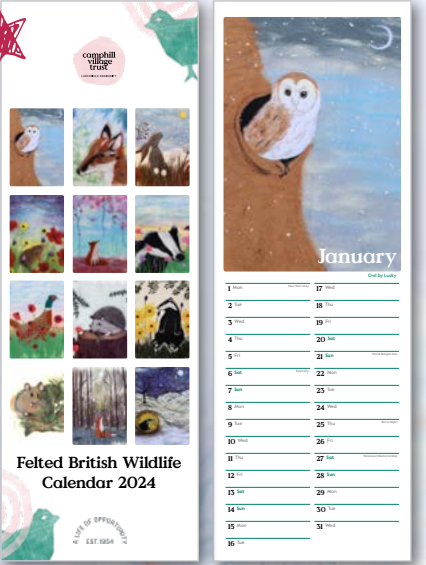 camphill
village
trust
Felted British Wildlife
Calendar 2024
A LIFE OF OPPORTUNITY
EST.1954
January
Owl by Lucky
1 Mon
2 Tue
3 Wed
4 Thu
5 Fri
6 Sat
7 Sun
8 Mon
9 Tue
10 Wed
11 Thu
12 Fri
13 Sat
14 Sun
15 Mon
16 Tue
17 Wed
18 Thu
19 Fri
20 Sat
21 Sun
22 Mon
23 Tue
24 Wed
25 Thu
26 Fri
27 Sat
28 Sun
29 Mon
30 Tue
31 Wed